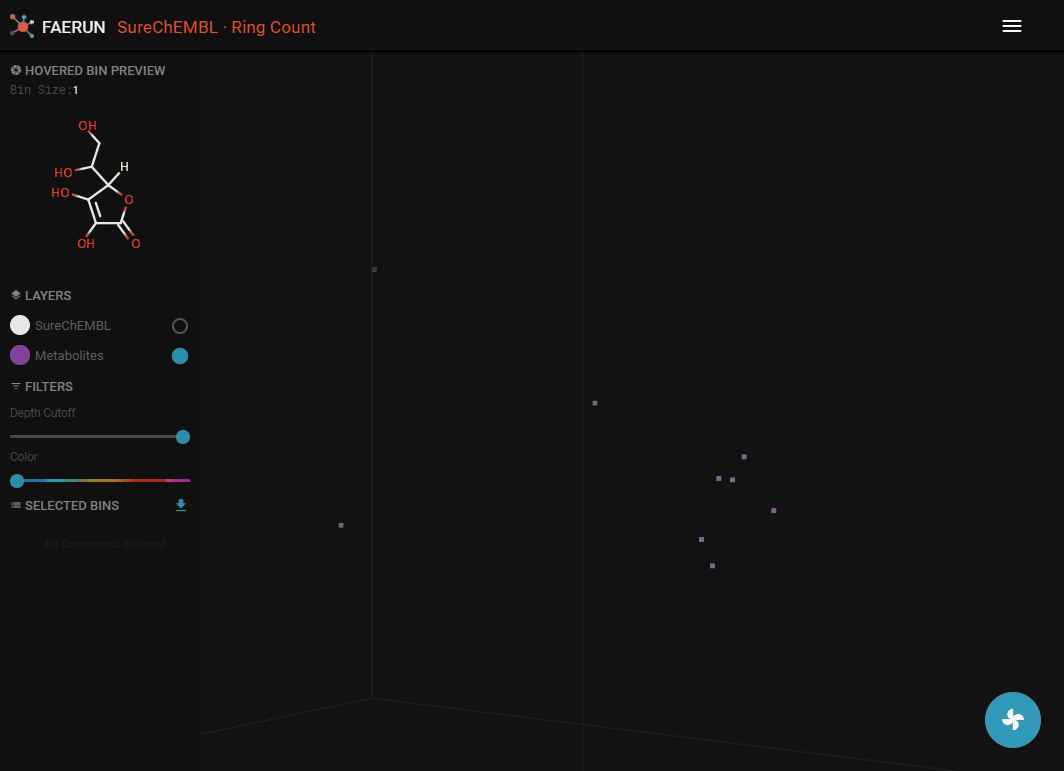 FAERUN SureChEMBL · Ring Count
HOVERED BIN PREVIEW
Bin Size:1
OH
H
HO
HO
O
OH
O
LAYERS
SureChEMBL
Metabolites
FILTERS
Depth Cutoff
Color
SELECTED BINS
No Compounds Selected